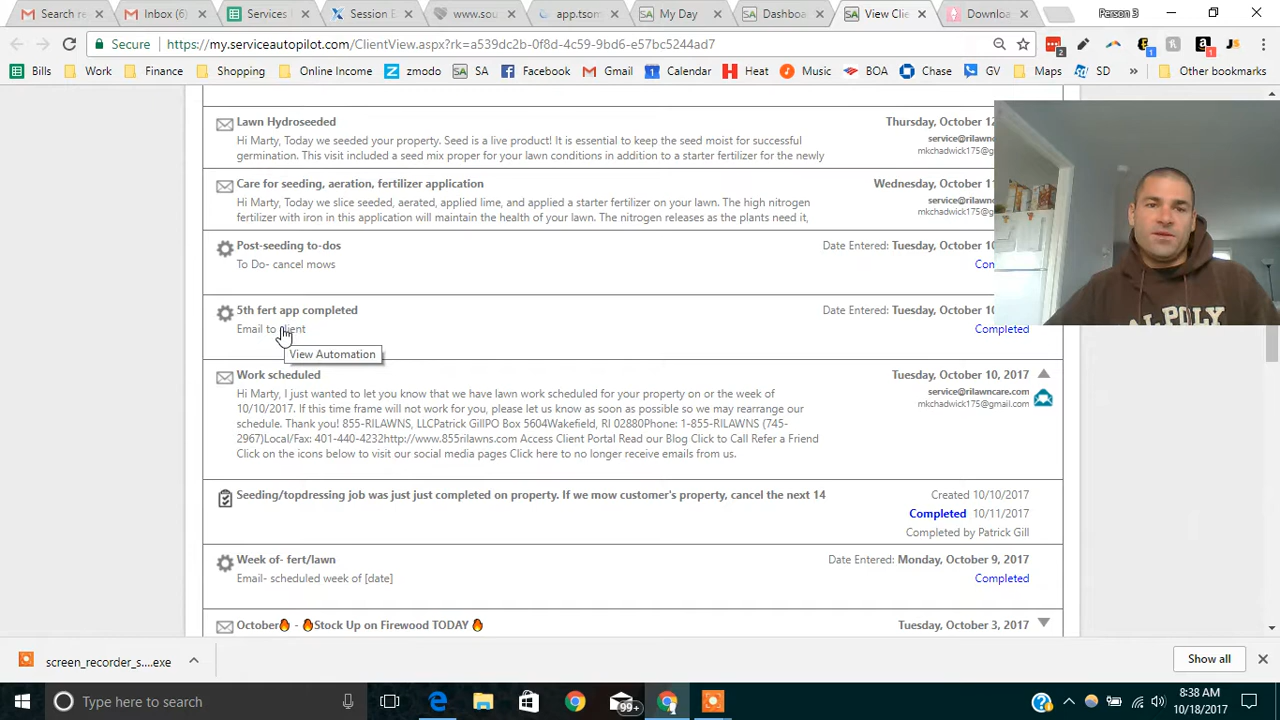 Search re
Inbox (6)
Services
Session E
www.sou
app.tsom
My Day
Dashboa
View Clie
Downloa
Person 3
Secure
https://my.serviceautopilot.com/ClientView.aspx?rk=a539dc2b-0f8d-4c59-9bd6-e57bc5244ad7
Bills
Work
Finance
Shopping
Online Income
zmodo
SA
Facebook
Gmail
Calendar
Heat
Music
BOA
Chase
GV
Maps
SD
Other bookmarks
Lawn Hydroseeded
Thursday, October 12
Hi Marty, Today we seeded your property. Seed is a live product! It is essential to keep the seed moist for successful
service@rilawnc
germination. This visit included a seed mix proper for your lawn conditions in addition to a starter fertilizer for the newly
mkchadwick175@g
Care for seeding, aeration, fertilizer application
Wednesday, October 11
Hi Marty, Today we slice seeded, aerated, applied lime, and applied a starter fertilizer on your lawn. The high nitrogen
service@rilawnc
fertilizer with iron in this application will maintain the health of your lawn. The nitrogen releases as the plants need it,
mkchadwick175@g
Post-seeding to-dos
Date Entered: Tuesday, October 10
To Do- cancel mows
Com
5th fert app completed
Date Entered: Tuesday, October 10
Email to client
Completed
View Automation
Work scheduled
Tuesday, October 10, 2017
Hi Marty, I just wanted to let you know that we have lawn work scheduled for your property on or the week of
service@rilawncare.com
10/10/2017. If this time frame will not work for you, please let us know as soon as possible so we may rearrange our
mkchadwick175@gmail.com
schedule. Thank you! 855-RILAWNS, LLCPatrick GillPO Box 5604Wakefield, RI 02880Phone: 1-855-RILAWNS (745-
2967)Local/Fax: 401-440-4232http://www.855rilawns.com Access Client Portal Read our Blog Click to Call Refer a Friend
Click on the icons below to visit our social media pages Click here to no longer receive emails from us.
Seeding/topdressing job was just just completed on property. If we mow customer's property, cancel the next 14
Created 10/10/2017
Completed 10/11/2017
Completed by Patrick Gill
Week of- fert/lawn
Date Entered: Monday, October 9, 2017
Email- scheduled week of [date]
Completed
October🔥 - 🔥Stock Up on Firewood TODAY 🔥
Tuesday, October 3, 2017
screen_recorder_s....exe
Show all
Type here to search
99+
8:38 AM
10/18/2017